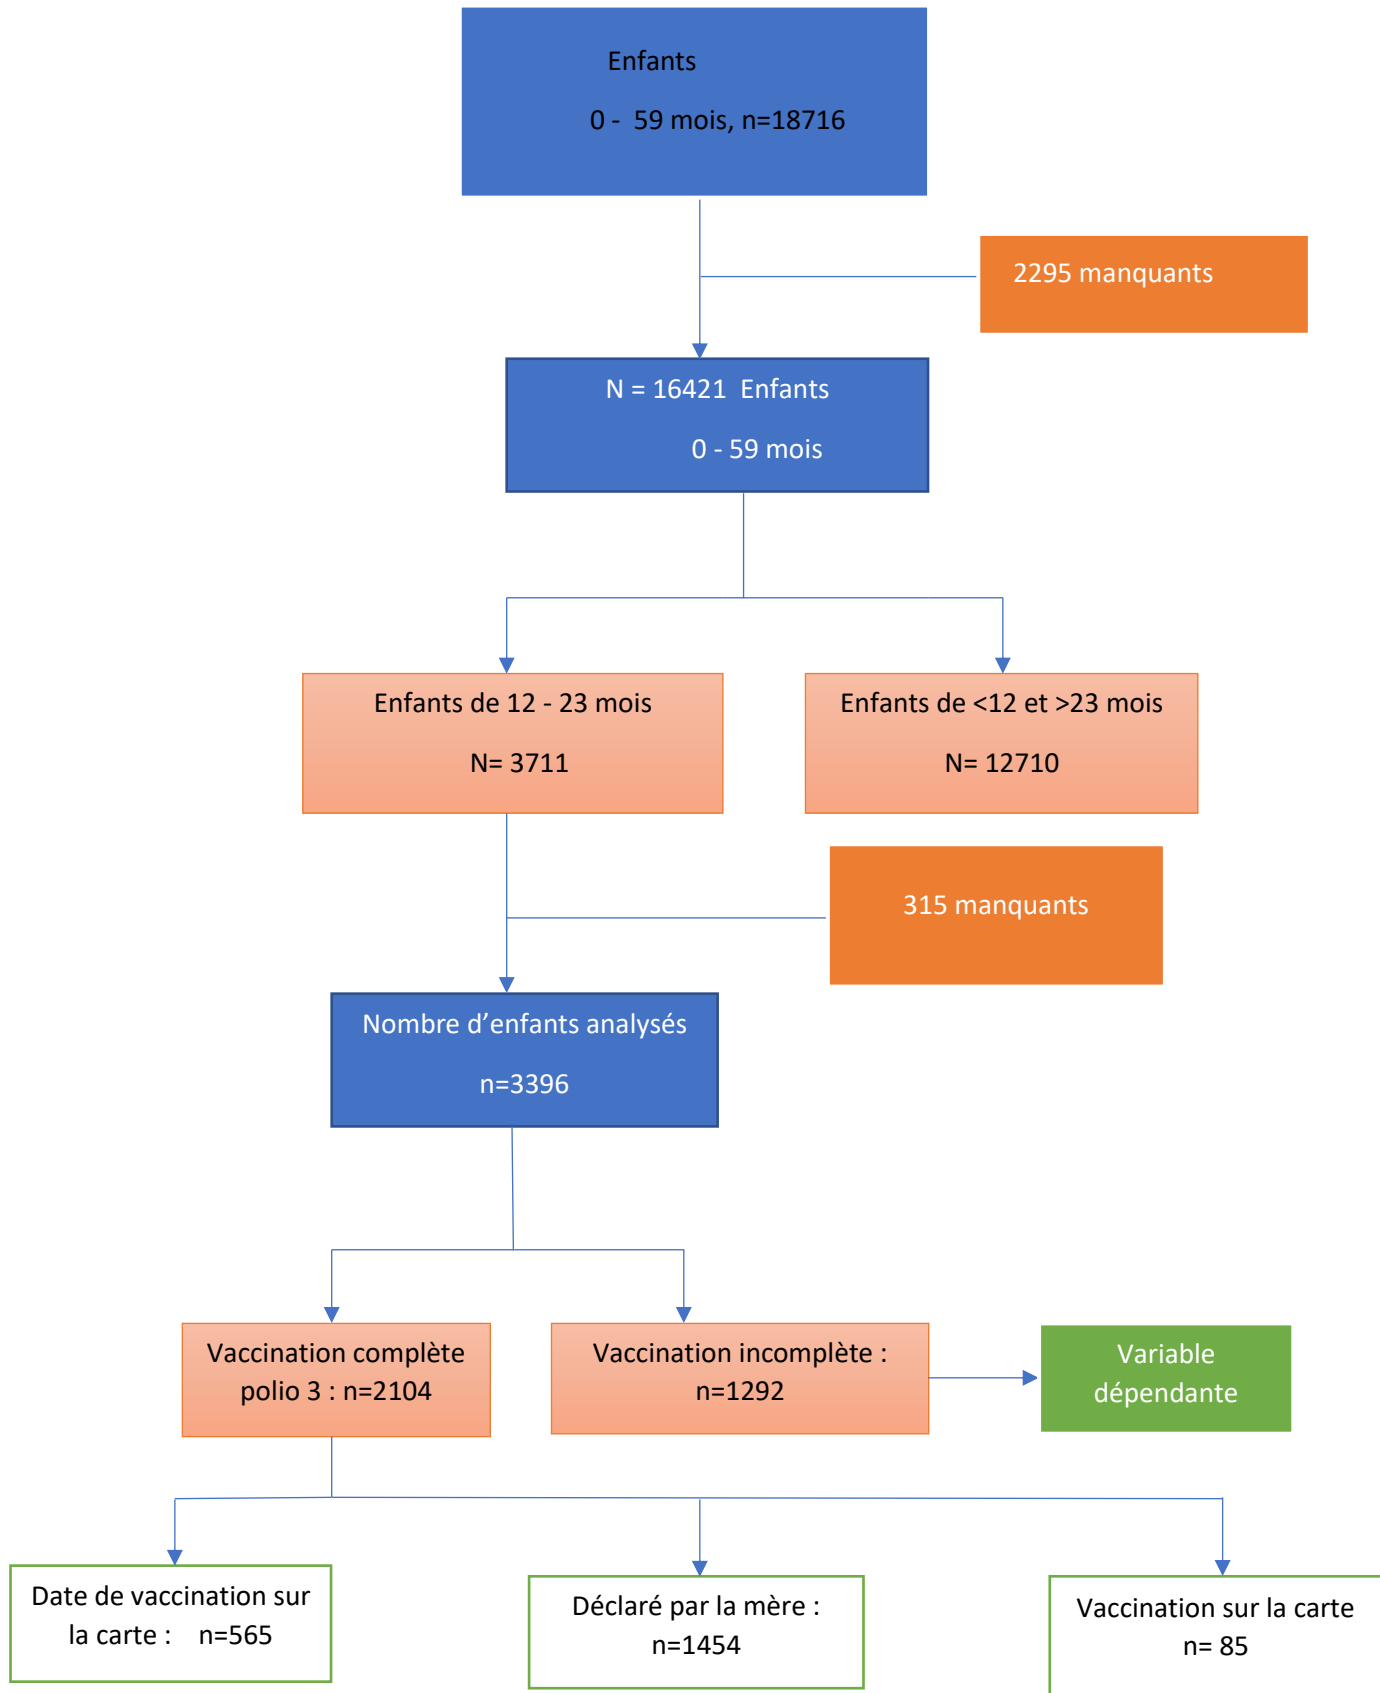 Enfants
0 - 59 mois, n=18716
2295 manquants
N = 16421 Enfants
0 - 59 mois
Enfants de 12 - 23 mois
N= 3711
Enfants de <12 et >23 mois
N= 12710
315 manquants
Nombre d’enfants analysés
n=3396
Vaccination complète
polio 3 : n=2104
Vaccination incomplète :
n=1292
Variable
dépendante
Date de vaccination sur
la carte : n=565
Déclaré par la mère :
n=1454
Vaccination sur la carte
n= 85